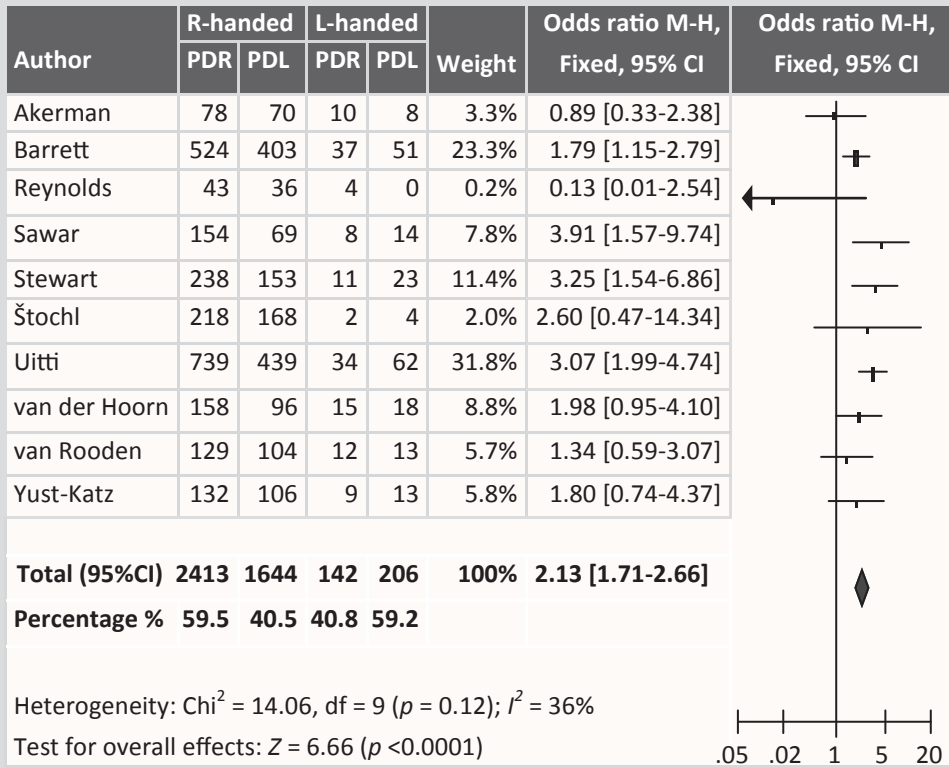 R-handed L-handed Odds ratio M-H, Odds ratio M-H,
Author PDR PDL PDR PDL Weight Fixed, 95% CI Fixed, 95% CI
Akerman 78 70 10 8 3.3% 0.89 [0.33-2.38]
Barrett 524 403 37 51 23.3% 1.79 [1.15-2.79]
Reynolds 43 36 4 0 0.2% 0.13 [0.01-2.54]
Sawar 154 69 8 14 7.8% 3.91 [1.57-9.74]
Stewart 238 153 11 23 11.4% 3.25 [1.54-6.86]
Štochl 218 168 2 4 2.0% 2.60 [0.47-14.34]
Uitti 739 439 34 62 31.8% 3.07 [1.99-4.74]
van der Hoorn 158 96 15 18 8.8% 1.98 [0.95-4.10]
van Rooden 129 104 12 13 5.7% 1.34 [0.59-3.07]
Yust-Katz 132 106 9 13 5.8% 1.80 [0.74-4.37]
Total (95%CI) 2413 1644 142 206 100% 2.13 [1.71-2.66]
Percentage % 59.5 40.5 40.8 59.2
Heterogeneity: Chi² = 14.06, df = 9 (p = 0.12); I² = 36%
Test for overall effects: Z = 6.66 (p <0.0001)
.05 .02 1 5 20